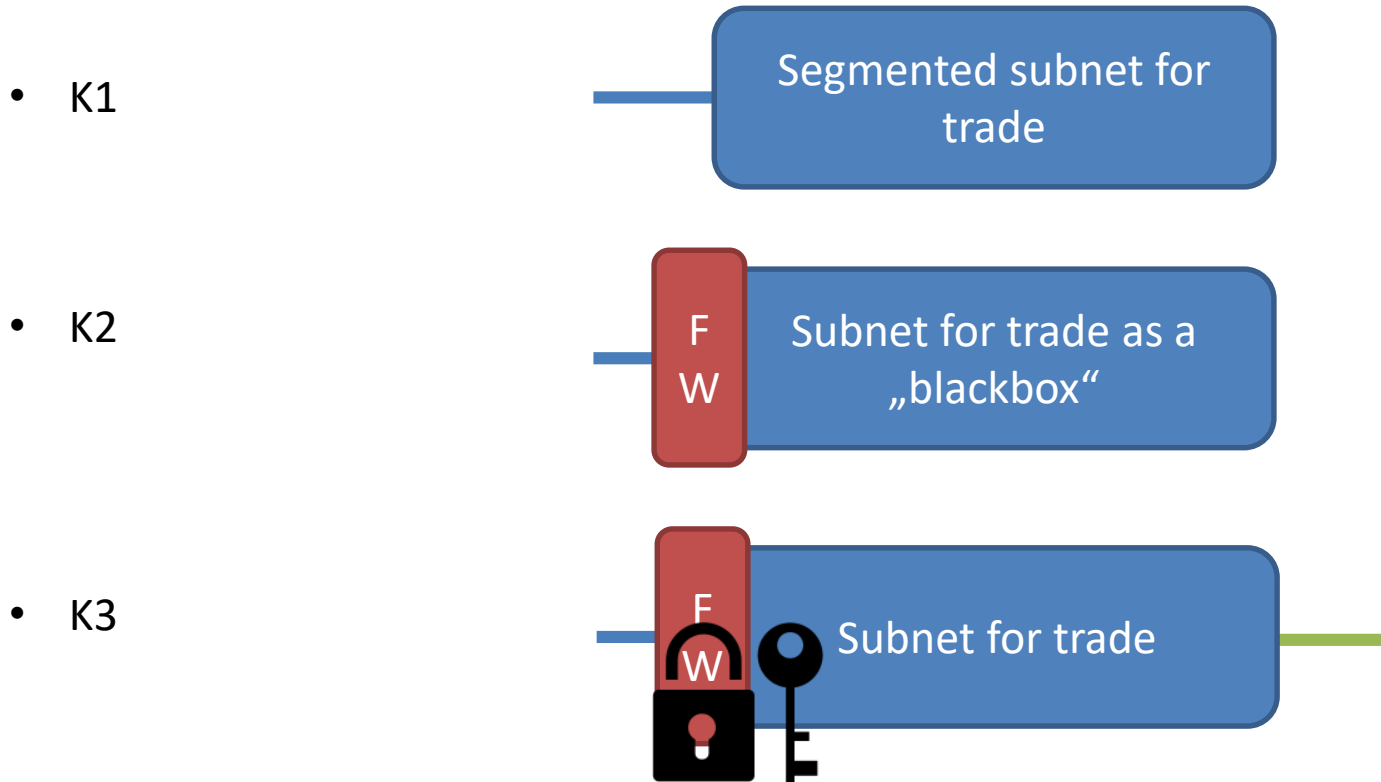 • K1
Segmented subnet for
trade
• K2
F
W
Subnet for trade as a
„blackbox“
• K3
F
W
Subnet for trade